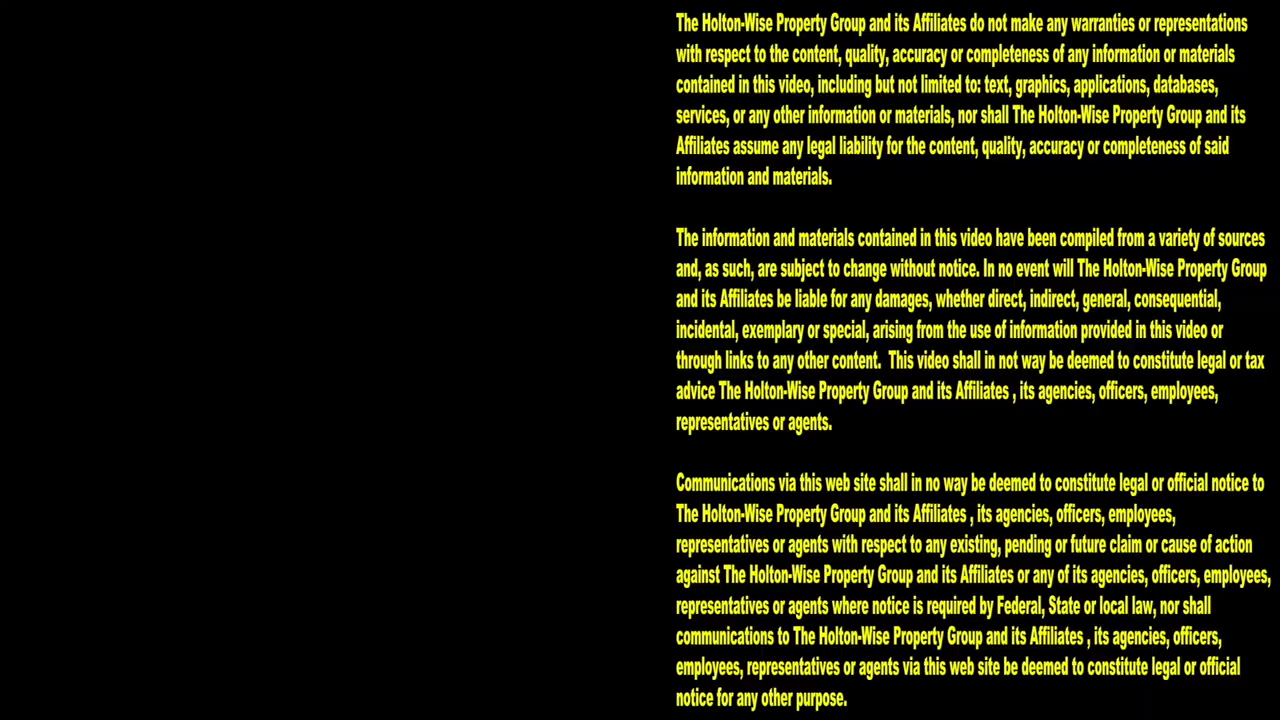 The Holton-Wise Property Group and its Affiliates do not make any warranties or representations
with respect to the content, quality, accuracy or completeness of any information or materials
contained in this video, including but not limited to: text, graphics, applications, databases,
services, or any other information or materials, nor shall The Holton-Wise Property Group and its
Affiliates assume any legal liability for the content, quality, accuracy or completeness of said
information and materials.
The information and materials contained in this video have been compiled from a variety of sources
and, as such, are subject to change without notice. In no event will The Holton-Wise Property Group
and its Affiliates be liable for any damages, whether direct, indirect, general, consequential,
incidental, exemplary or special, arising from the use of information provided in this video or
through links to any other content.  This video shall in not way be deemed to constitute legal or tax
advice The Holton-Wise Property Group and its Affiliates , its agencies, officers, employees,
representatives or agents.
Communications via this web site shall in no way be deemed to constitute legal or official notice to
The Holton-Wise Property Group and its Affiliates , its agencies, officers, employees,
representatives or agents with respect to any existing, pending or future claim or cause of action
against The Holton-Wise Property Group and its Affiliates or any of its agencies, officers, employees,
representatives or agents where notice is required by Federal, State or local law, nor shall
communications to The Holton-Wise Property Group and its Affiliates , its agencies, officers,
employees, representatives or agents via this web site be deemed to constitute legal or official
notice for any other purpose.